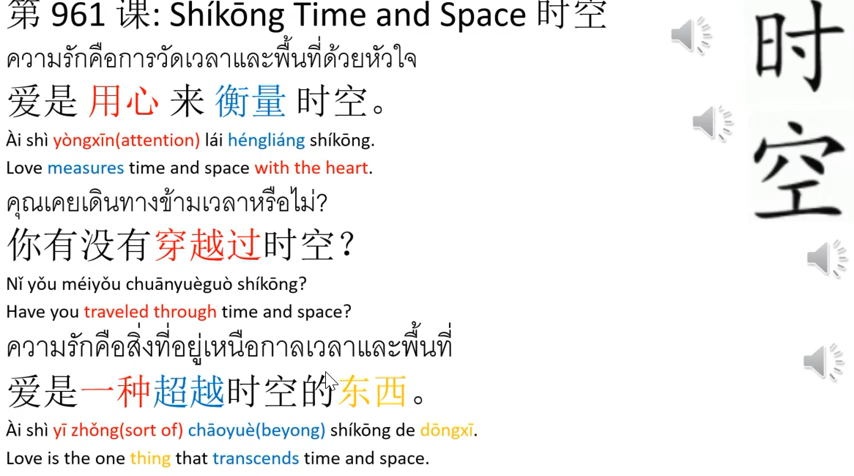 第 961 课: Shíkōng Time and Space 时空
ความรักคือการวัดเวลาและพื้นที่ด้วยหัวใจ
爱是 用心 来 衡量 时空。
Ài shì yòngxīn(attention) lái héngliáng shíkōng.
Love measures time and space with the heart.
คุณเคยเดินทางข้ามเวลาหรือไม่?
你有没有穿越过时空？
Nǐ yǒu méiyǒu chuānyuèguò shíkōng?
Have you traveled through time and space?
ความรักคือสิ่งที่อยู่เหนือกาลเวลาและพื้นที่
爱是一种超越时空的东西。
Ài shì yī zhǒng(sort of) chāoyuè(beyong) shíkōng de dōngxī.
Love is the one thing that transcends time and space.
时
空